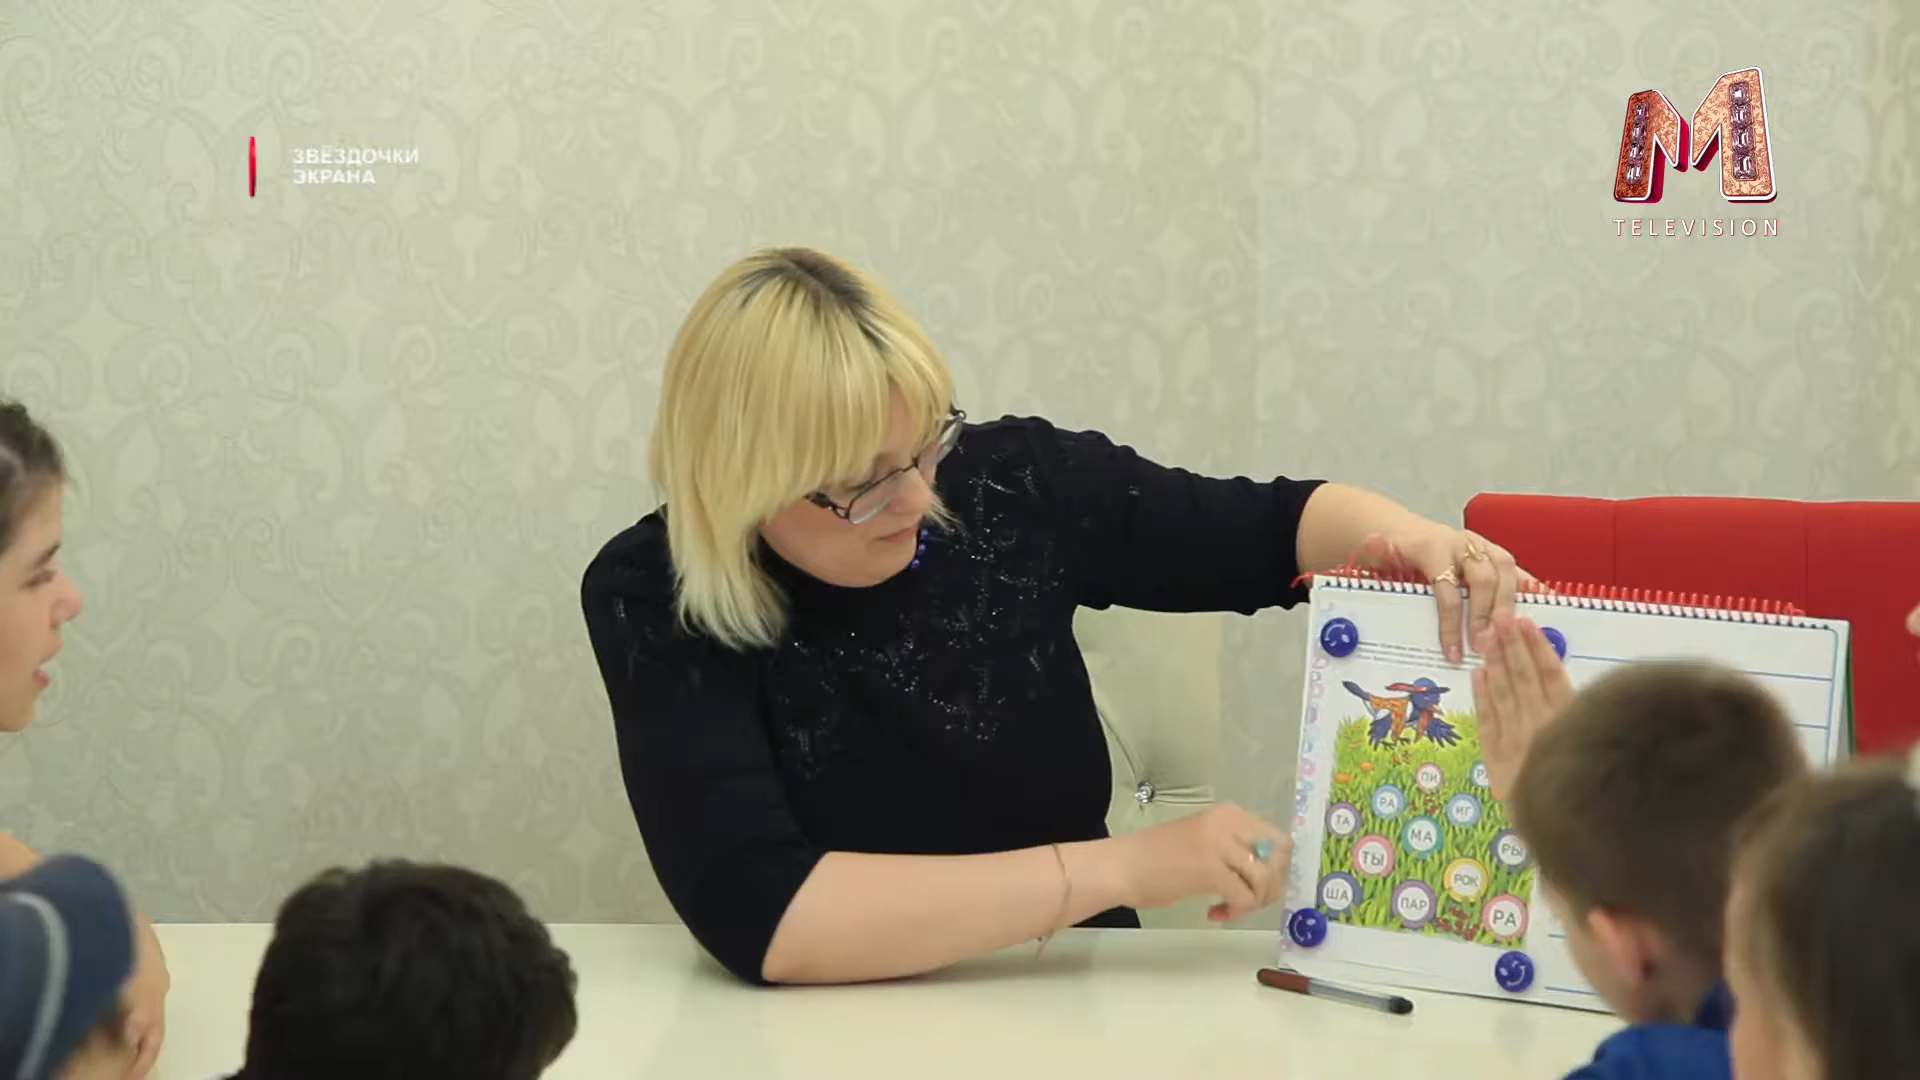 ЗВЁЗДОЧКИ
ЭКРАНА
M
TELEVISION
ПИ
РА
ИГ
ТА
МА
РЫ
ТЫ
РОК
ША
ПАР
РА